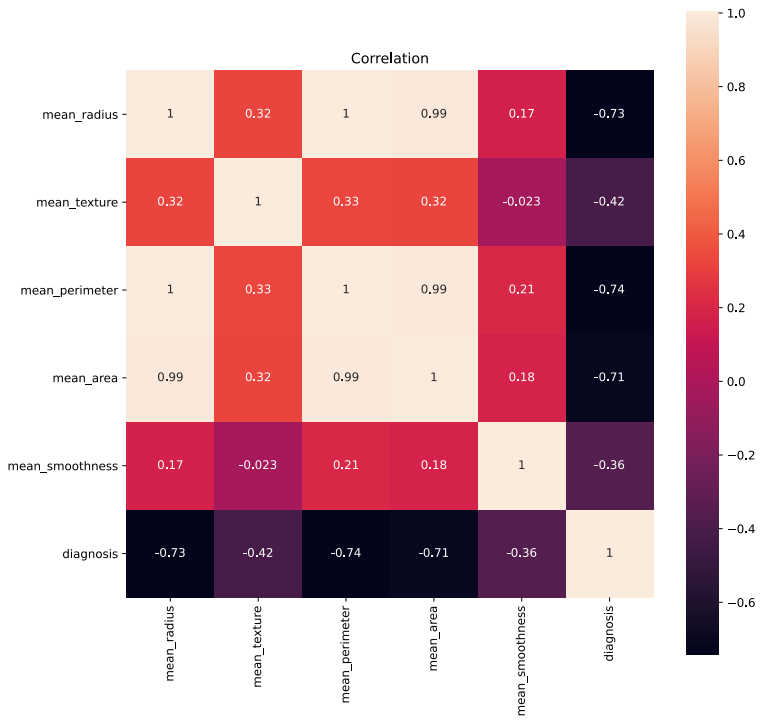 Correlation
mean_radius 1 0.32 1 0.99 0.17 -0.73
mean_texture 0.32 1 0.33 0.32 -0.023 -0.42
mean_perimeter 1 0.33 1 0.99 0.21 -0.74
mean_area 0.99 0.32 0.99 1 0.18 -0.71
mean_smoothness 0.17 -0.023 0.21 0.18 1 -0.36
diagnosis -0.73 -0.42 -0.74 -0.71 -0.36 1
mean_radius
mean_texture
mean_perimeter
mean_area
mean_smoothness
diagnosis
1.0
0.8
0.6
0.4
0.2
0.0
−0.2
−0.4
−0.6